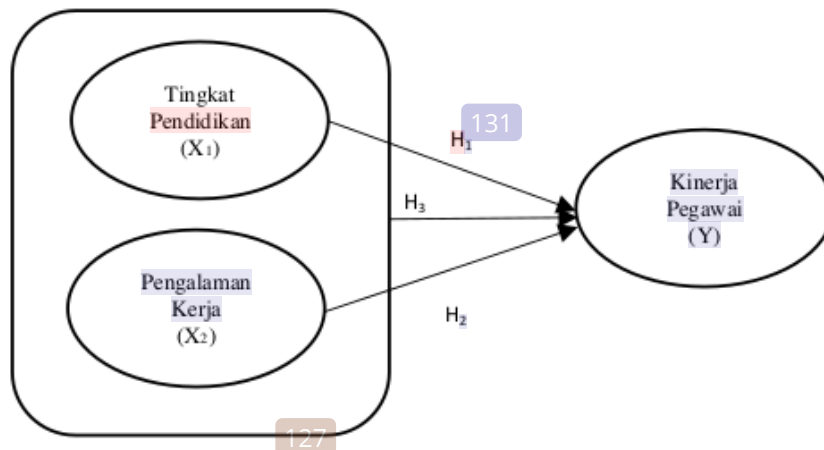 Tingkat
Pendidikan
(X₁)
131
H₁
H₃
Kinerja
Pegawai
(Y)
Pengalaman
Kerja
(X₂)
H₂
127